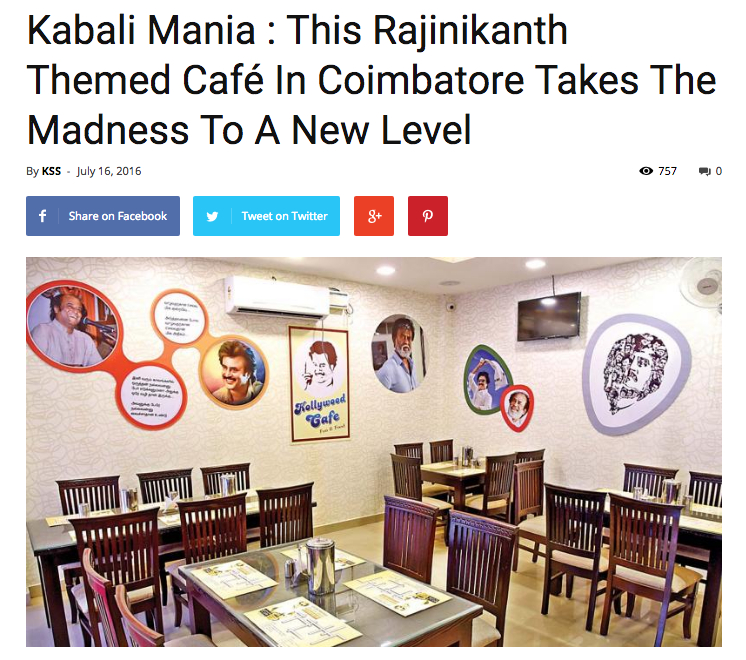 Kabali Mania : This Rajinikanth
Themed Café In Coimbatore Takes The
Madness To A New Level
By KSS - July 16, 2016
757
0
Share on Facebook
Tweet on Twitter
Kollywood
Cafe